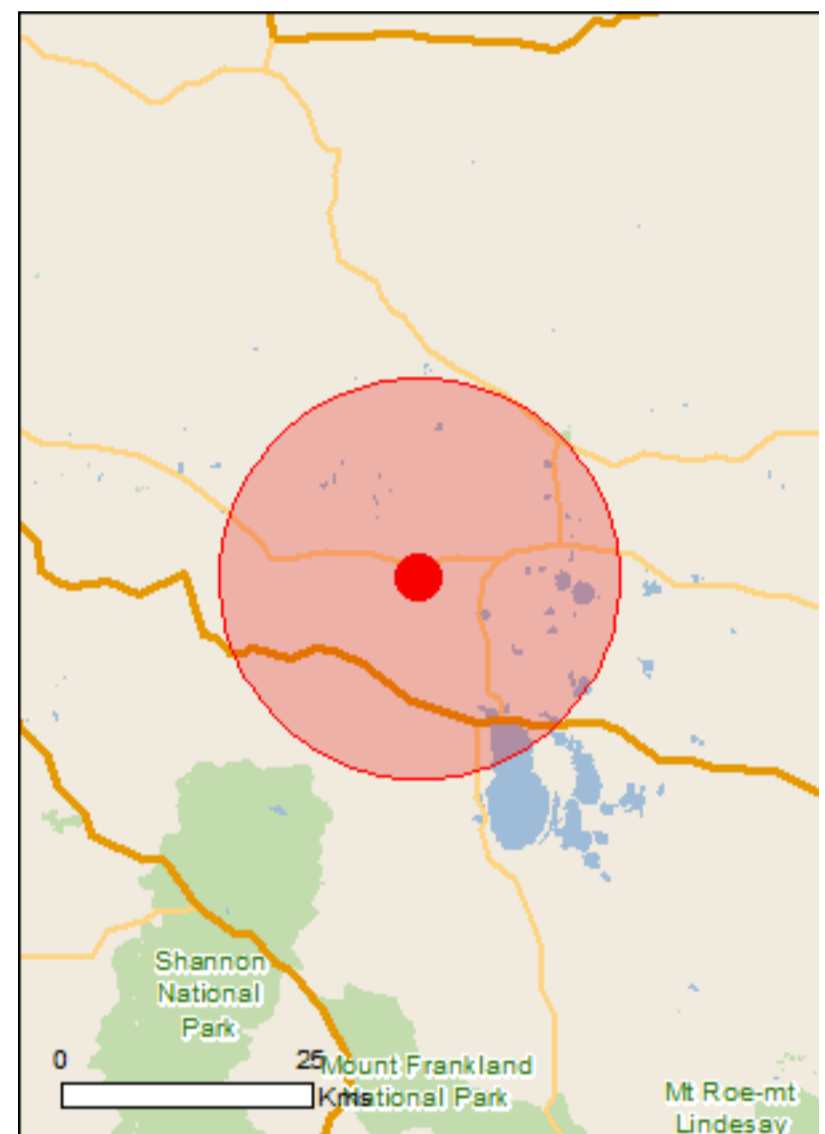 Shannon
National
Park
0 25
Kms
Mount Frankland
National Park
Mt Roe-mt
Lindesay